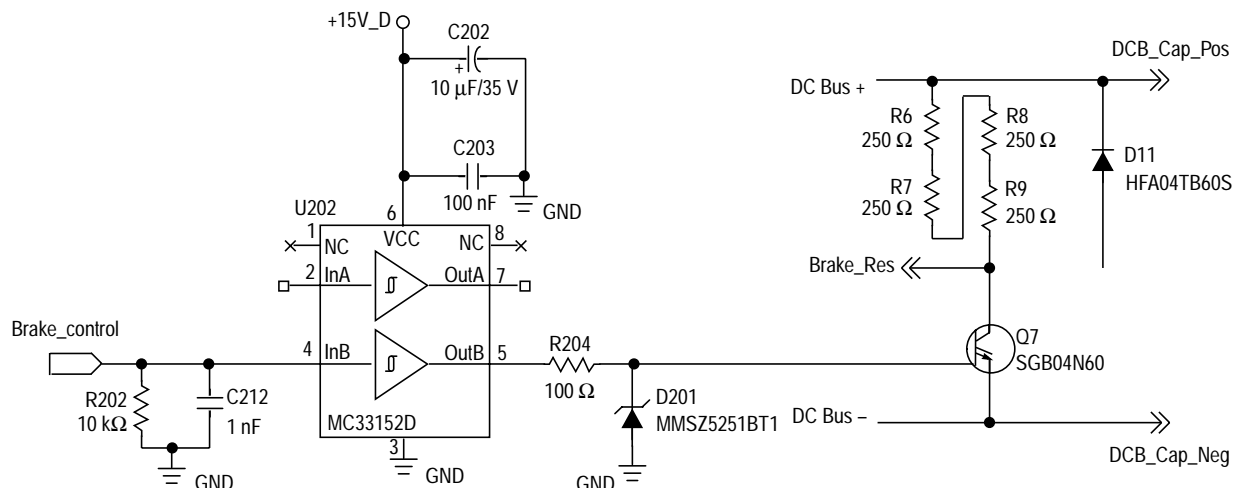 +15V_D
C202
+
10 μF/35 V
C203
100 nF
GND
U202
6
1
VCC
8
NC
NC
2
InA
OutA
7
Brake_control
4
InB
OutB
5
R204
100 Ω
R202
10 kΩ
C212
1 nF
MC33152D
3
GND
GND
D201
MMSZ5251BT1
GND
DCB_Cap_Pos
DC Bus +
R6
250 Ω
R8
250 Ω
D11
HFA04TB60S
R7
250 Ω
R9
250 Ω
Brake_Res
Q7
SGB04N60
DC Bus –
DCB_Cap_Neg